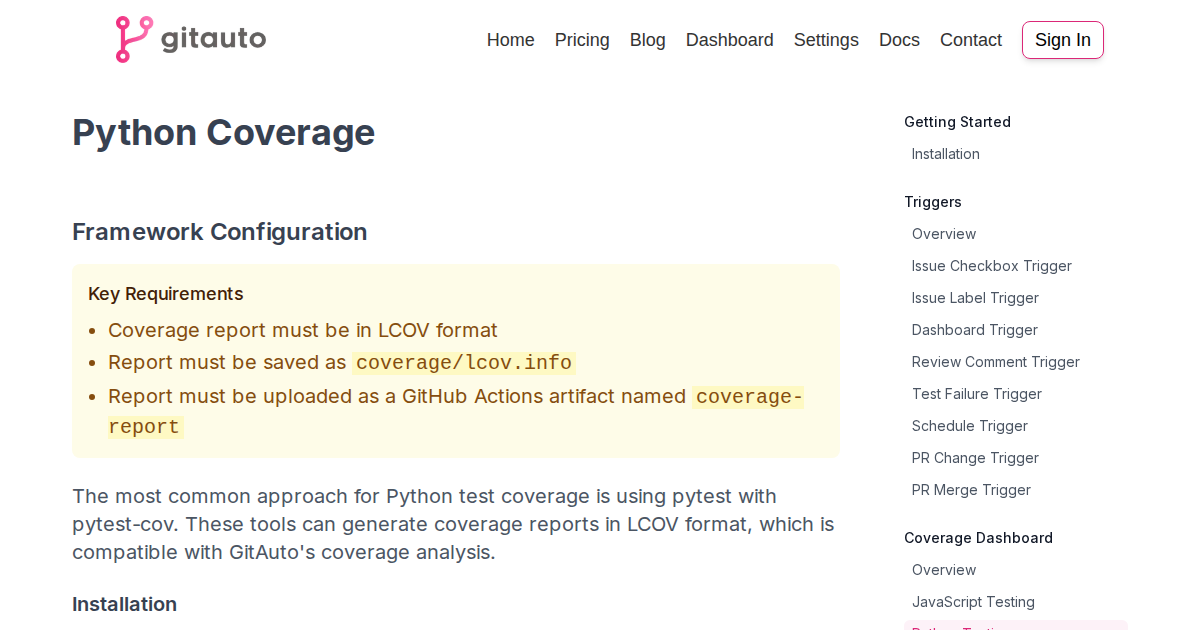 gitauto
Home Pricing Blog Dashboard Settings Docs Contact Sign In
Python Coverage
Framework Configuration
Key Requirements
• Coverage report must be in LCOV format
• Report must be saved as coverage/lcov.info
• Report must be uploaded as a GitHub Actions artifact named coverage-
report
The most common approach for Python test coverage is using pytest with
pytest-cov. These tools can generate coverage reports in LCOV format, which is
compatible with GitAuto's coverage analysis.
Installation
Getting Started
Installation
Triggers
Overview
Issue Checkbox Trigger
Issue Label Trigger
Dashboard Trigger
Review Comment Trigger
Test Failure Trigger
Schedule Trigger
PR Change Trigger
PR Merge Trigger
Coverage Dashboard
Overview
JavaScript Testing